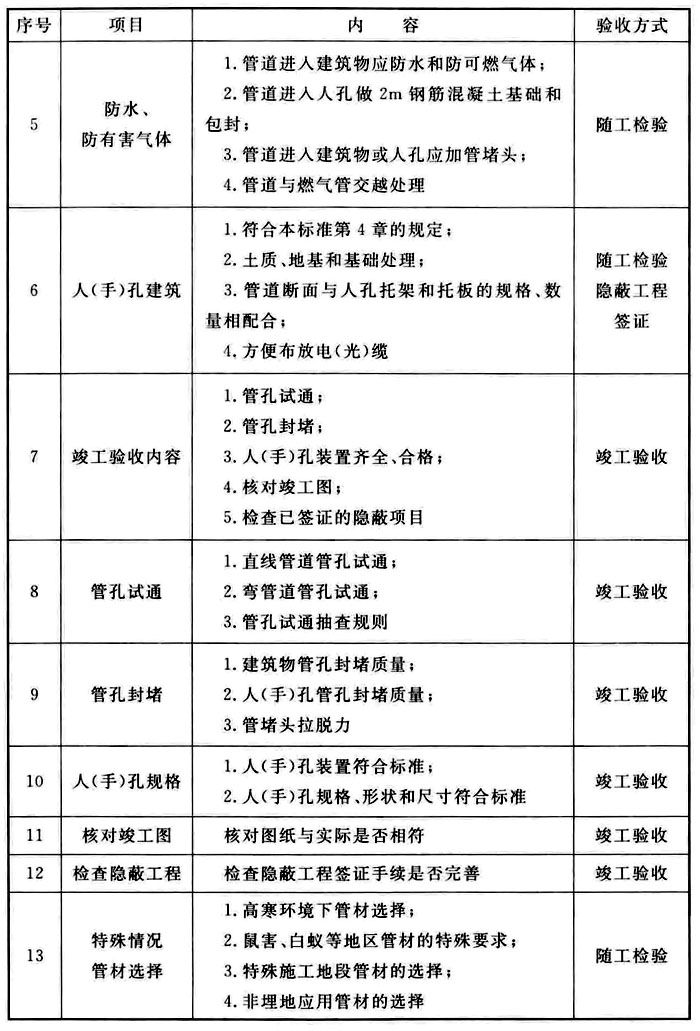 序号 项目 内 容 验收方式
5 防水、防有害气体 随工检验
1.管道进入建筑物应防水和防可燃气体；
2.管道进入人孔做2m钢筋混凝土基础和
包封；
3.管道进入建筑物或人孔应加管堵头；
4.管道与燃气管交越处理
6 人(手)孔建筑 随工检验
隐蔽工程
签证
1.符合本标准第4章的规定；
2.土质、地基和基础处理；
3.管道断面与人孔托架和托板的规格、数
量相配合；
4.方便布放电(光)缆
7 竣工验收内容 竣工验收
1.管孔试通；
2.管孔封堵；
3.人(手)孔装置齐全、合格；
4.核对竣工图；
5.检查已签证的隐蔽项目
8 管孔试通 竣工验收
1.直线管道管孔试通；
2.弯管道管孔试通；
3.管孔试通抽查规则
9 管孔封堵 竣工验收
1.建筑物管孔封堵质量；
2.人(手)孔管孔封堵质量；
3.管堵头拉脱力
10 人(手)孔规格 竣工验收
1.人(手)孔装置符合标准；
2.人(手)孔规格、形状和尺寸符合标准
11 核对竣工图 核对图纸与实际是否相符 竣工验收
12 检查隐蔽工程 检查隐蔽工程签证手续是否完善 竣工验收
13 特殊情况
管材选择 随工检验
1.高寒环境下管材选择；
2.鼠害、白蚁等地区管材的特殊要求；
3.特殊施工地段管材的选择；
4.非埋地应用管材的选择